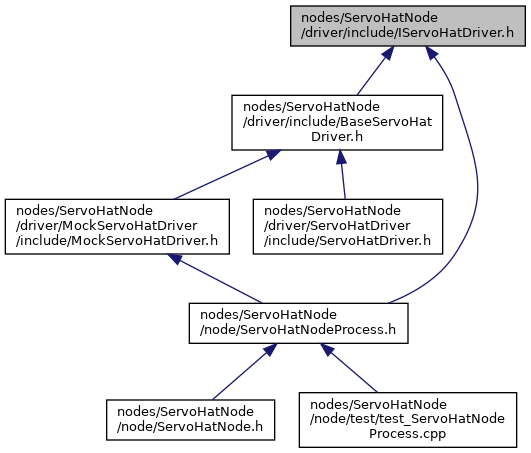 nodes/ServoHatNode
/driver/include/IServoHatDriver.h
nodes/ServoHatNode
/driver/include/BaseServoHat
Driver.h
nodes/ServoHatNode
/driver/MockServoHatDriver
/include/MockServoHatDriver.h
nodes/ServoHatNode
/driver/ServoHatDriver
/include/ServoHatDriver.h
nodes/ServoHatNode
/node/ServoHatNodeProcess.h
nodes/ServoHatNode
/node/ServoHatNode.h
nodes/ServoHatNode
/node/test/test_ServoHatNode
Process.cpp